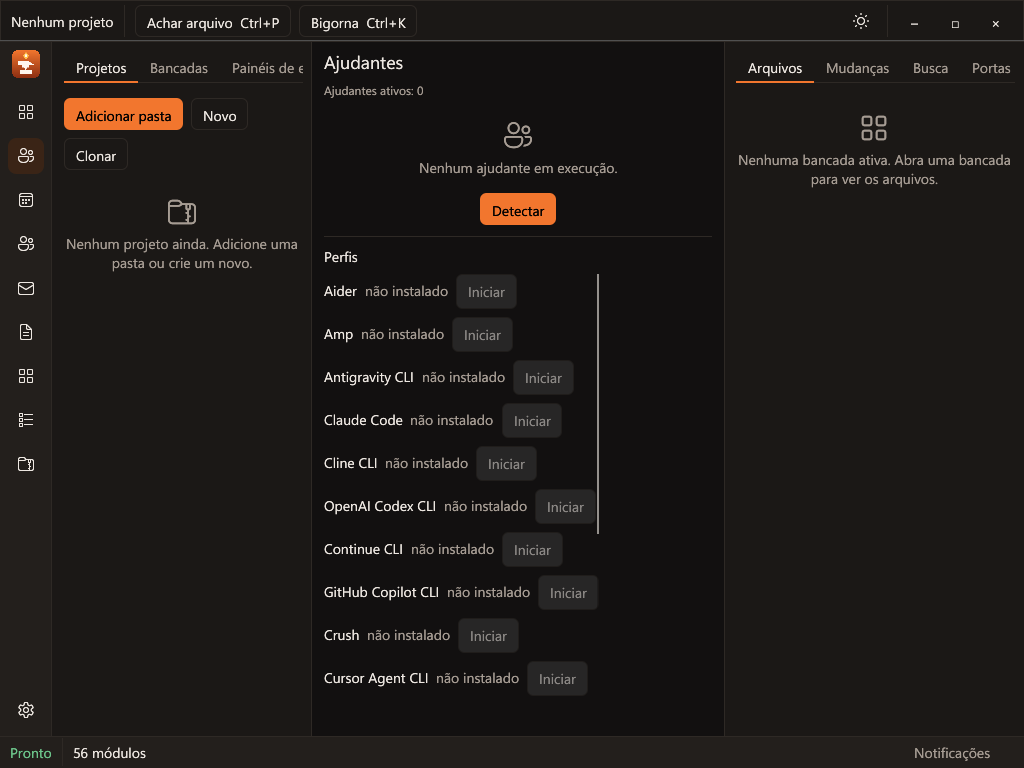 Nenhum projeto
Achar arquivo Ctrl+P
Bigorna Ctrl+K
Projetos
Bancadas
Painéis de e
Adicionar pasta
Novo
Clonar
Nenhum projeto ainda. Adicione uma
pasta ou crie um novo.
Ajudantes
Ajudantes ativos: 0
Nenhum ajudante em execução.
Detectar
Perfis
Aider não instalado Iniciar
Amp não instalado Iniciar
Antigravity CLI não instalado Iniciar
Claude Code não instalado Iniciar
Cline CLI não instalado Iniciar
OpenAI Codex CLI não instalado Iniciar
Continue CLI não instalado Iniciar
GitHub Copilot CLI não instalado Iniciar
Crush não instalado Iniciar
Cursor Agent CLI não instalado Iniciar
Arquivos
Mudanças
Busca
Portas
Nenhuma bancada ativa. Abra uma bancada
para ver os arquivos.
Pronto
56 módulos
Notificações